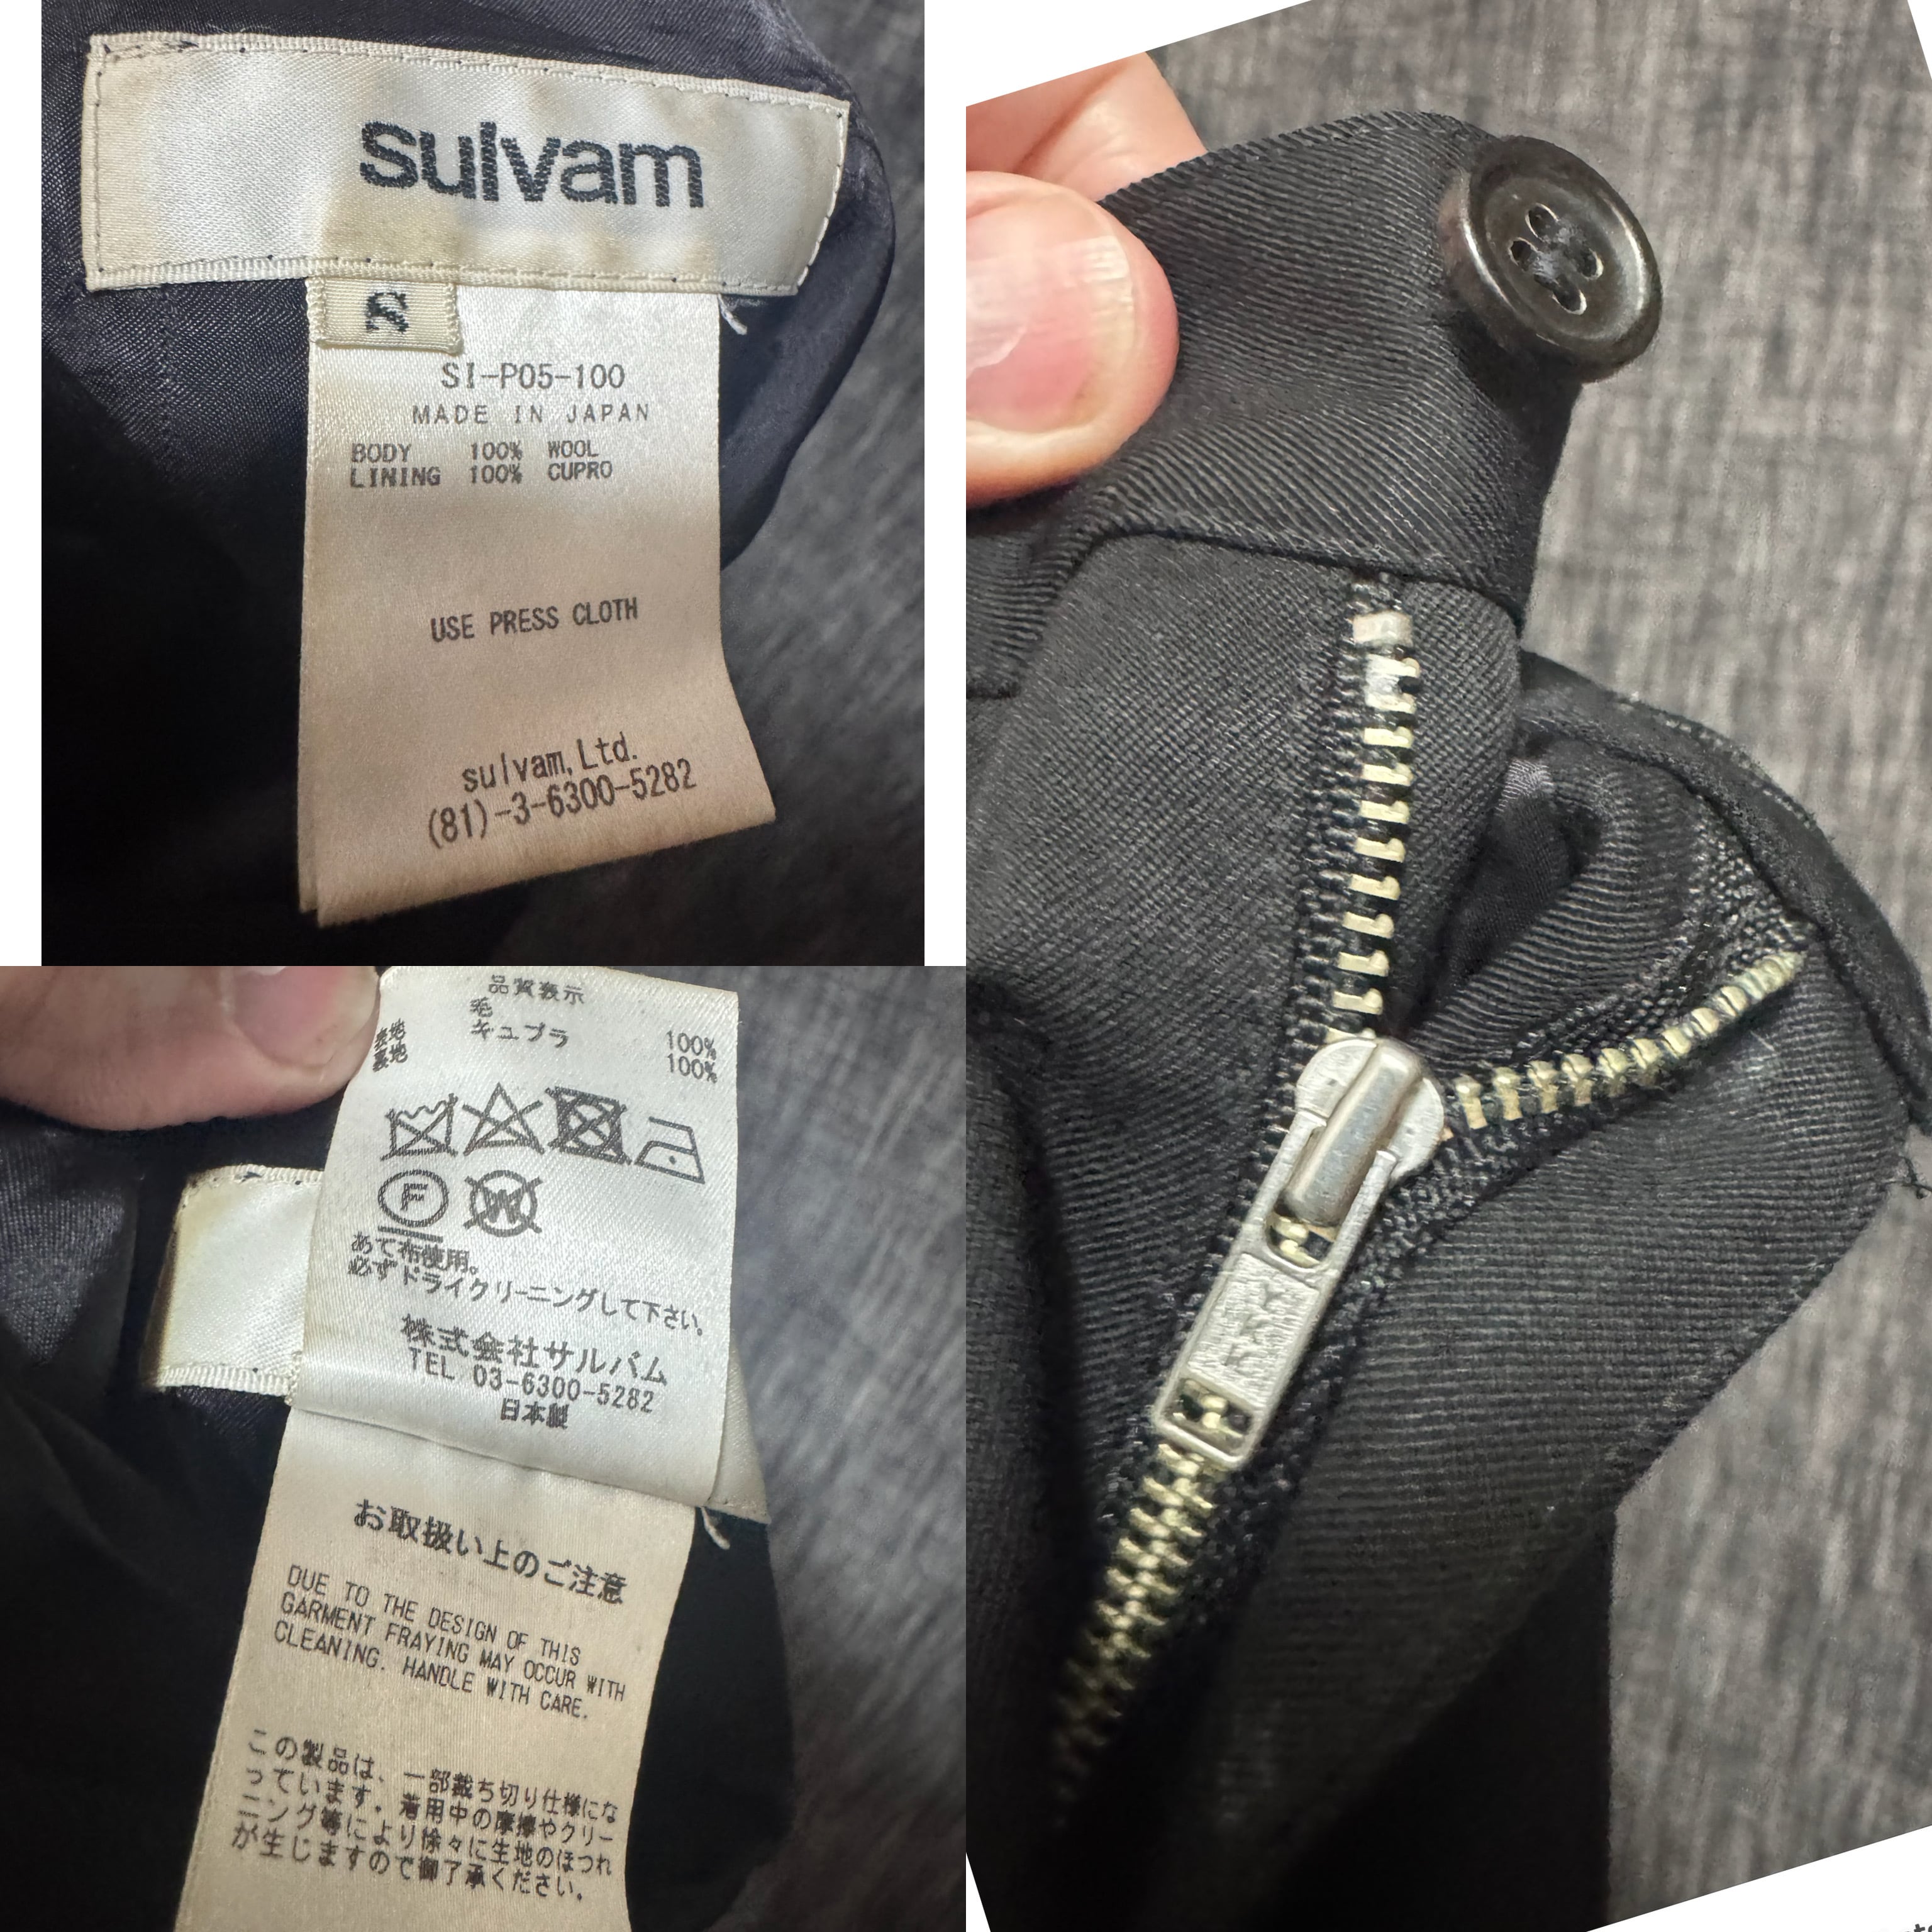 sulvam
S
SI-P05-100
MADE IN JAPAN
BODY 100% WOOL
LINING 100% CUPRO
USE PRESS CLOTH
sulvam,Ltd.
(81)-3-6300-5282
品質表示
表地 毛 100%
裏地 キュプラ 100%
F W
あて布使用。
必ずドライクリーニングして下さい。
株式会社サルバム
TEL 03-6300-5282
日本製
お取扱い上のご注意
DUE TO THE DESIGN OF THIS
GARMENT FRAYING MAY OCCUR WITH
CLEANING. HANDLE WITH CARE.
この製品は、一部裁ち切り仕様にな
っています。着用中の摩擦やクリー
ニング等により徐々に生地のほつれ
が生じますので御了承ください。
YKK